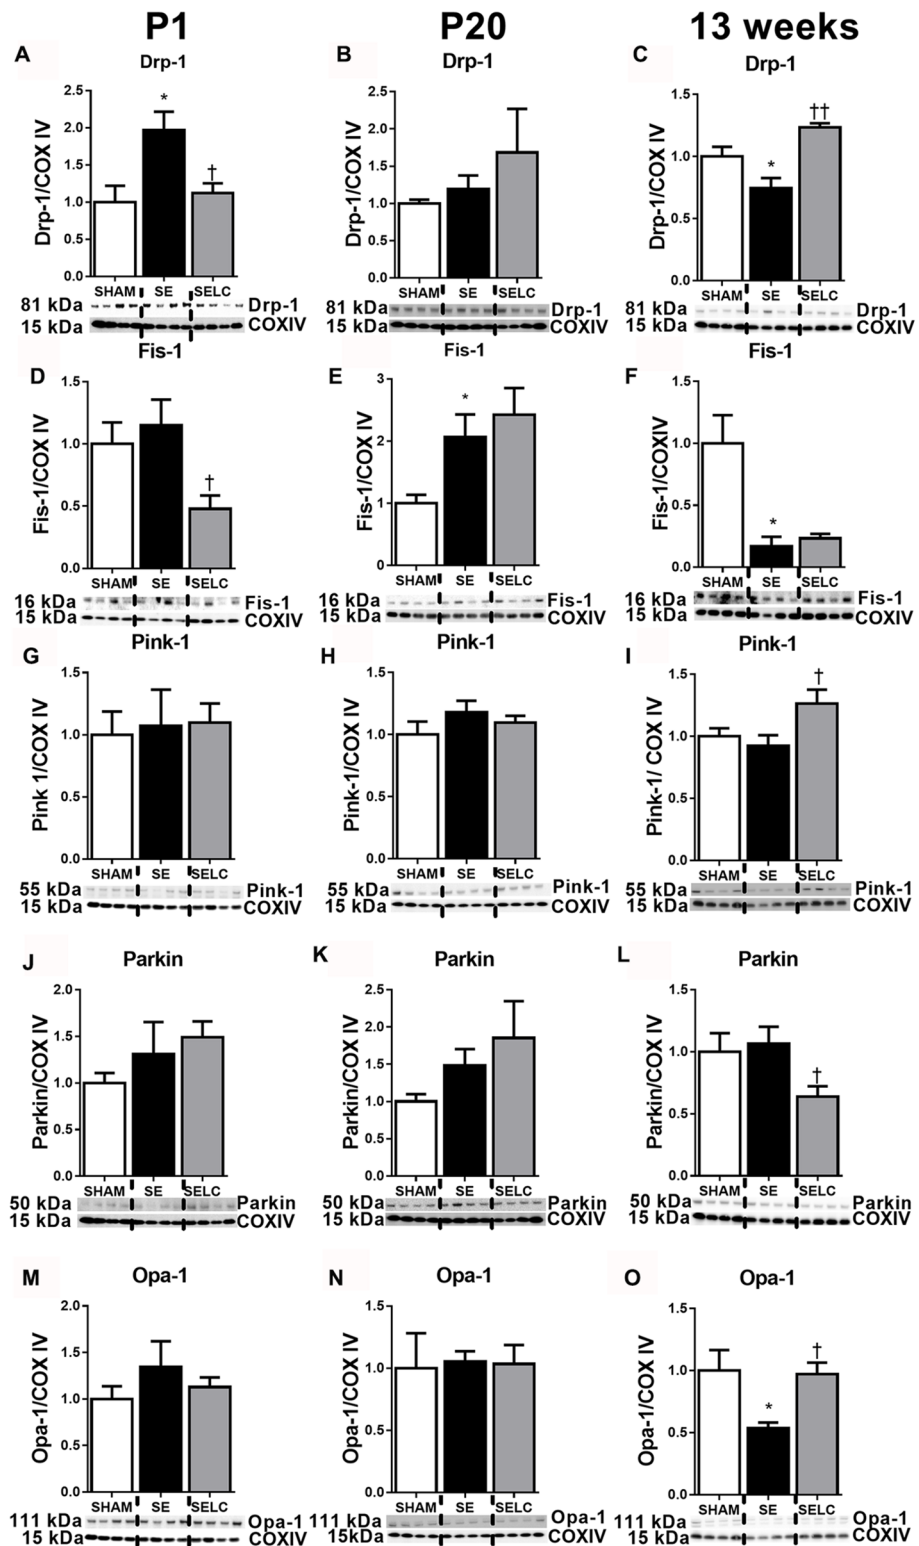 P1 P20 13 weeks
A Drp-1 B Drp-1 C Drp-1
Drp-1/COX IV 2.5 2.0 1.5 1.0 0.5 0.0 * †
SHAM SE SELC
81 kDa Drp-1
15 kDa COXIV
Drp-1/COX IV 2.5 2.0 1.5 1.0 0.5 0.0
SHAM SE SELC
81 kDa Drp-1
15 kDa COXIV
Drp-1/COX IV 1.5 1.0 0.5 0.0 * ††
SHAM SE SELC
81 kDa Drp-1
15 kDa COXIV
D Fis-1 E Fis-1 F Fis-1
Fis-1/COX IV 1.5 1.0 0.5 0.0 †
SHAM SE SELC
16 kDa Fis-1
15 kDa COXIV
Fis-1/COX IV 3 2 1 0 *
SHAM SE SELC
16 kDa Fis-1
15 kDa COXIV
Fis-1/COXIV 1.5 1.0 0.5 0.0 *
SHAM SE SELC
16 kDa Fis-1
15 kDa COXIV
G Pink-1 H Pink-1 I Pink-1
Pink 1/COX IV 1.5 1.0 0.5 0.0
SHAM SE SELC
55 kDa Pink-1
15 kDa COXIV
Pink-1/COX IV 1.5 1.0 0.5 0.0
SHAM SE SELC
55 kDa Pink-1
15 kDa COXIV
Pink-1/ COX IV 1.5 1.0 0.5 0.0 †
SHAM SE SELC
55 kDa Pink-1
15 kDa COXIV
J Parkin K Parkin L Parkin
Parkin/COX IV 2.0 1.5 1.0 0.5 0.0
SHAM SE SELC
50 kDa Parkin
15 kDa COXIV
Parkin/COX IV 2.5 2.0 1.5 1.0 0.5 0.0
SHAM SE SELC
50 kDa Parkin
15 kDa COXIV
Parkin/COX IV 1.5 1.0 0.5 0.0 †
SHAM SE SELC
50 kDa Parkin
15 kDa COXIV
M Opa-1 N Opa-1 O Opa-1
Opa-1/COX IV 2.0 1.5 1.0 0.5 0.0
SHAM SE SELC
111 kDa Opa-1
15 kDa COXIV
Opa-1/COX IV 1.5 1.0 0.5 0.0
SHAM SE SELC
111 kDa Opa-1
15kDa COXIV
Opa-1/COX IV 1.5 1.0 0.5 0.0 * †
SHAM SE SELC
111 kDa Opa-1
15 kDa COXIV